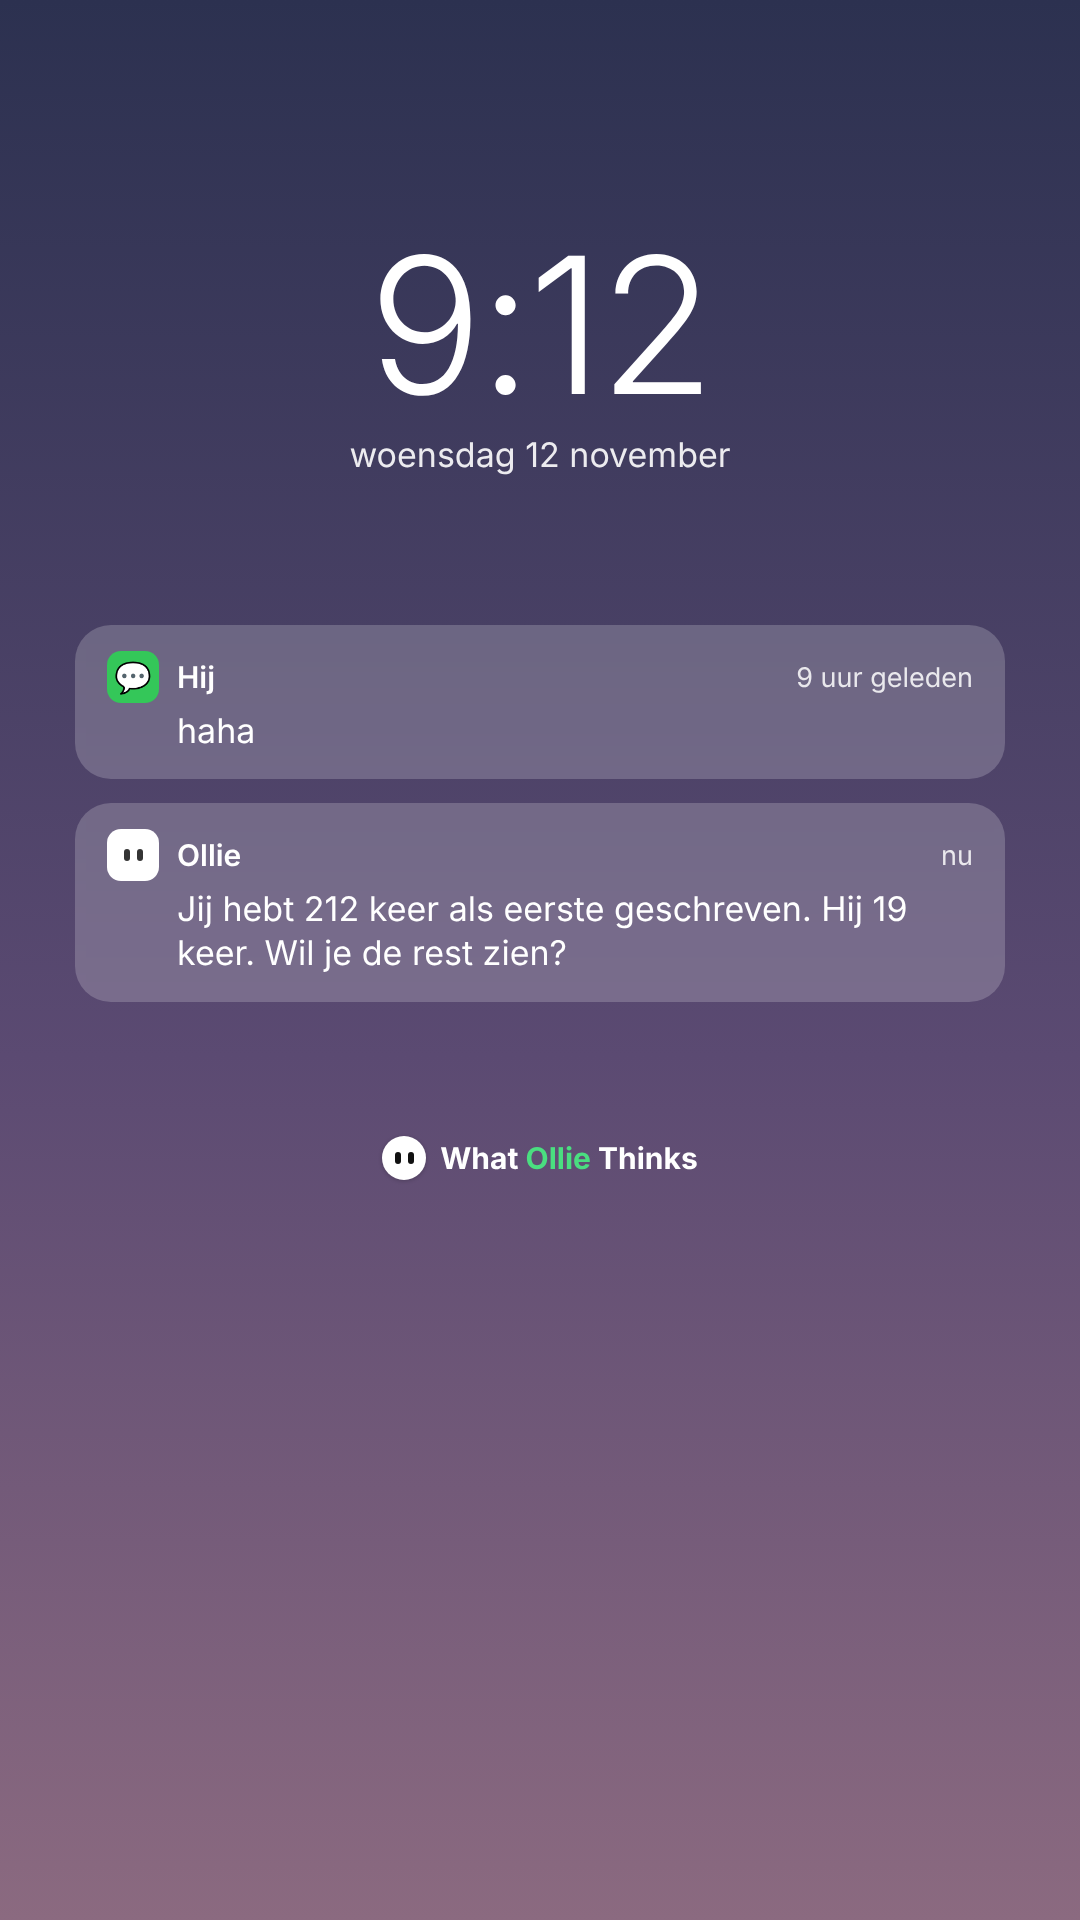 9:12
woensdag 12 november
Hij
9 uur geleden
haha
Ollie
nu
Jij hebt 212 keer als eerste geschreven. Hij 19
keer. Wil je de rest zien?
What Ollie Thinks